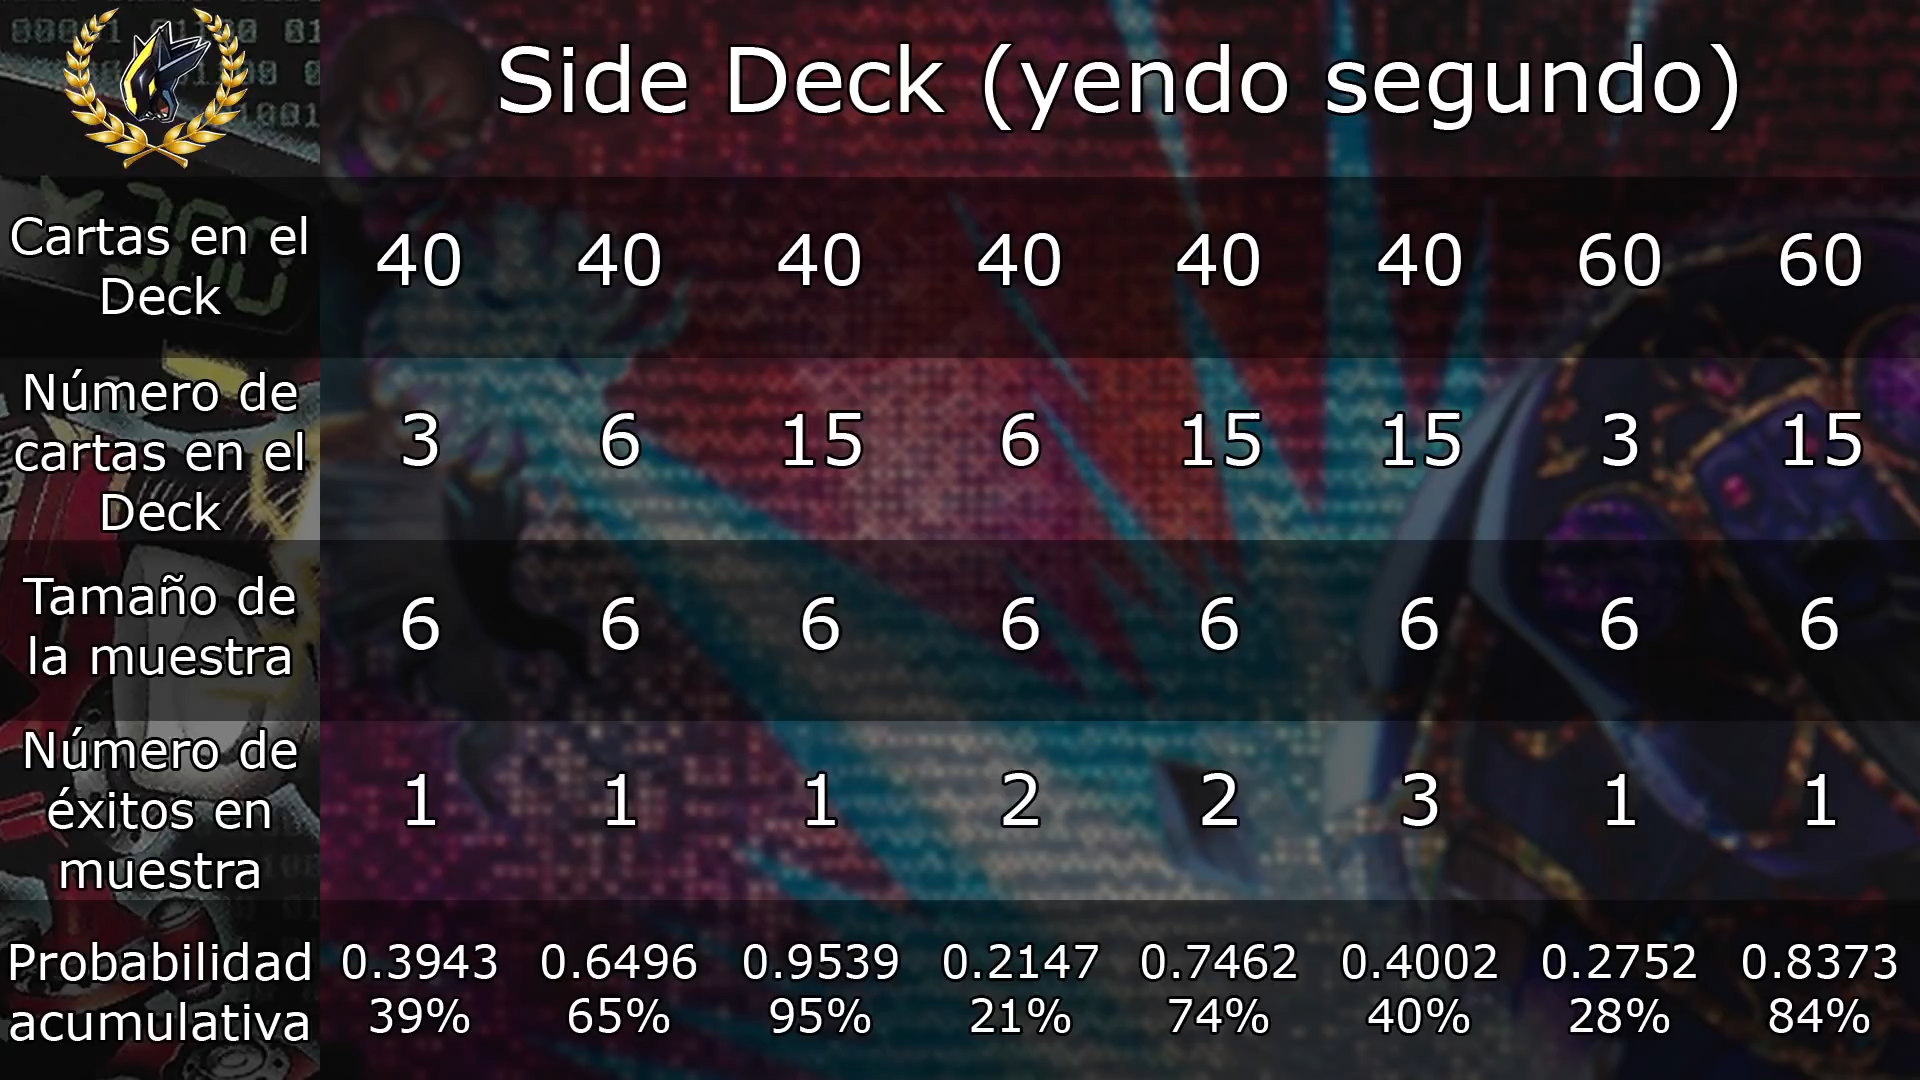 Side Deck (yendo segundo)
Cartas en el
Deck
40 40 40 40 40 40 60 60
Número de
cartas en el
Deck
3 6 15 6 15 15 3 15
Tamaño de
la muestra
6 6 6 6 6 6 6 6
Número de
éxitos en
muestra
1 1 1 2 2 3 1 1
Probabilidad
acumulativa
0.3943 0.6496 0.9539 0.2147 0.7462 0.4002 0.2752 0.8373
39% 65% 95% 21% 74% 40% 28% 84%